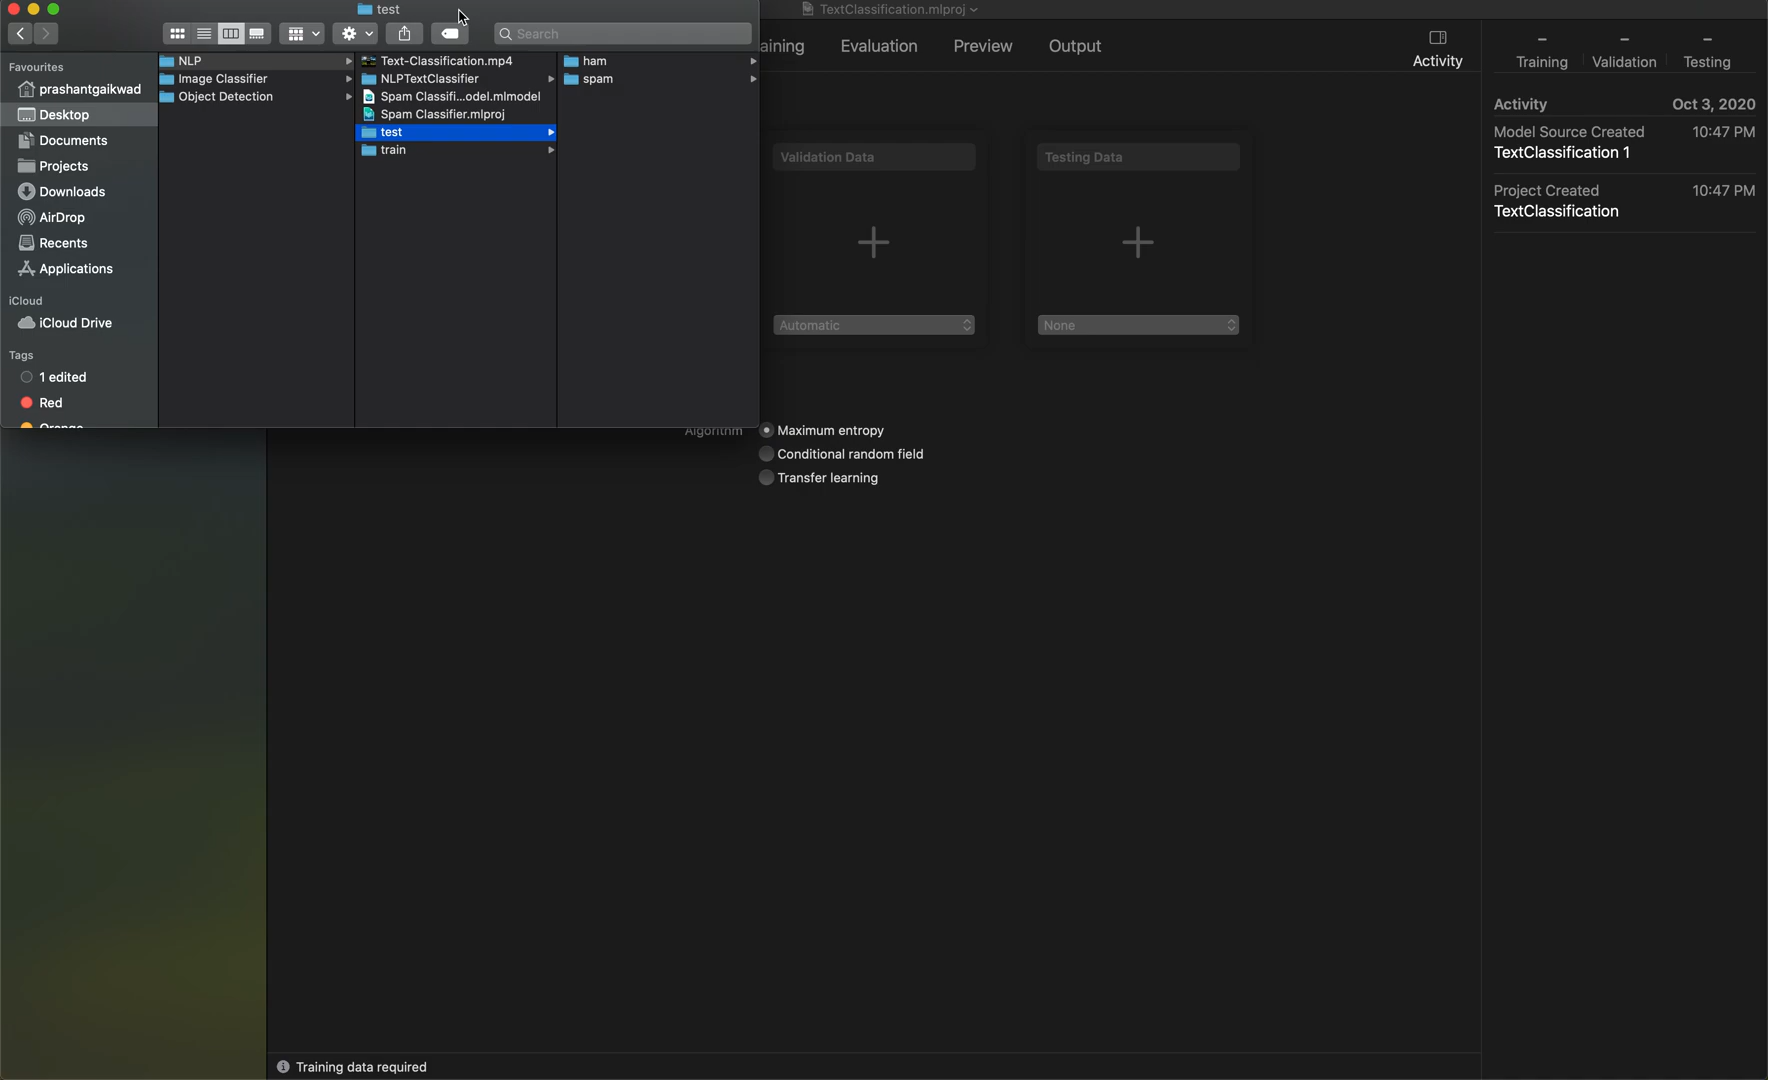 test
Search
Favourites
prashantgaikwad
Desktop
Documents
Projects
Downloads
AirDrop
Recents
Applications
iCloud
iCloud Drive
Tags
1 edited
Red
Orange
NLP
Image Classifier
Object Detection
Text-Classification.mp4
NLPTextClassifier
Spam Classifi...odel.mlmodel
Spam Classifier.mlproj
test
train
ham
spam
TextClassification.mlproj
aining
Evaluation
Preview
Output
Activity
Validation Data
Automatic
Testing Data
None
Algorithm
Maximum entropy
Conditional random field
Transfer learning
Training data required
– – –
Training Validation Testing
Activity Oct 3, 2020
Model Source Created 10:47 PM
TextClassification 1
Project Created 10:47 PM
TextClassification